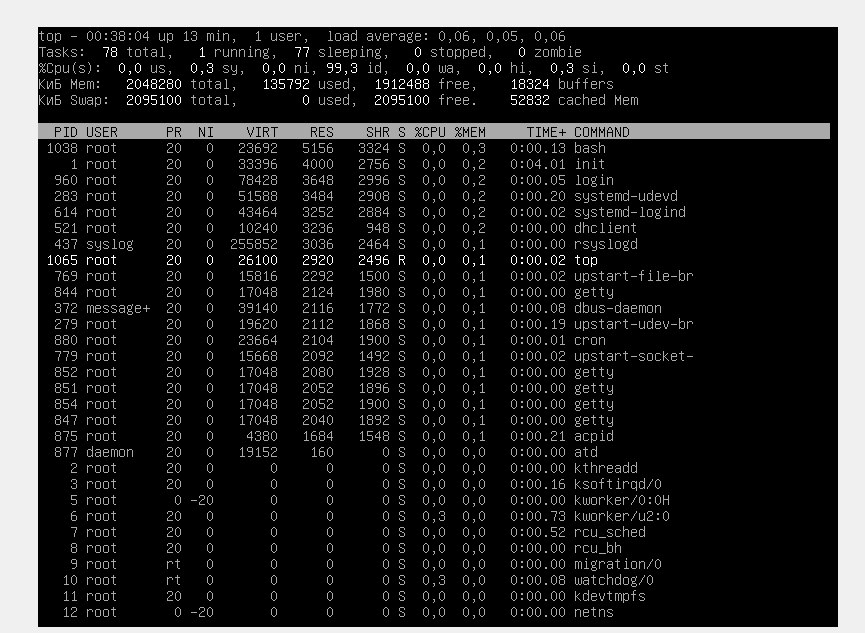 top - 00:38:04 up 13 min,  1 user,  load average: 0,06, 0,05, 0,06
Tasks:  78 total,   1 running,  77 sleeping,   0 stopped,   0 zombie
%Cpu(s):  0,0 us,  0,3 sy,  0,0 ni, 99,3 id,  0,0 wa,  0,0 hi,  0,3 si,  0,0 st
КиБ Mem:   2048280 total,   135792 used,  1912488 free,    18324 buffers
КиБ Swap:  2095100 total,        0 used,  2095100 free.    52832 cached Mem
PID USER      PR  NI    VIRT    RES    SHR S %CPU %MEM     TIME+ COMMAND
1038 root      20   0   23692   5156   3324 S  0,0  0,3   0:00.13 bash
1 root      20   0   33396   4000   2756 S  0,0  0,2   0:04.01 init
960 root      20   0   78428   3648   2996 S  0,0  0,2   0:00.05 login
283 root      20   0   51588   3484   2908 S  0,0  0,2   0:00.20 systemd-udevd
614 root      20   0   43464   3252   2884 S  0,0  0,2   0:00.02 systemd-logind
521 root      20   0   10240   3236    948 S  0,0  0,2   0:00.00 dhclient
437 syslog    20   0  255852   3036   2464 S  0,0  0,1   0:00.00 rsyslogd
1065 root      20   0   26100   2920   2496 R  0,0  0,1   0:00.02 top
769 root      20   0   15816   2292   1500 S  0,0  0,1   0:00.02 upstart-file-br
844 root      20   0   17048   2124   1980 S  0,0  0,1   0:00.00 getty
372 message+  20   0   39140   2116   1772 S  0,0  0,1   0:00.08 dbus-daemon
279 root      20   0   19620   2112   1868 S  0,0  0,1   0:00.19 upstart-udev-br
880 root      20   0   23664   2104   1900 S  0,0  0,1   0:00.01 cron
779 root      20   0   15668   2092   1492 S  0,0  0,1   0:00.02 upstart-socket-
852 root      20   0   17048   2080   1928 S  0,0  0,1   0:00.00 getty
851 root      20   0   17048   2052   1896 S  0,0  0,1   0:00.00 getty
854 root      20   0   17048   2052   1900 S  0,0  0,1   0:00.00 getty
847 root      20   0   17048   2040   1892 S  0,0  0,1   0:00.00 getty
875 root      20   0    4380   1684   1548 S  0,0  0,1   0:00.21 acpid
877 daemon    20   0   19152    160      0 S  0,0  0,0   0:00.00 atd
2 root      20   0       0      0      0 S  0,0  0,0   0:00.00 kthreadd
3 root      20   0       0      0      0 S  0,0  0,0   0:00.16 ksoftirqd/0
5 root       0 -20       0      0      0 S  0,0  0,0   0:00.00 kworker/0:0H
6 root      20   0       0      0      0 S  0,3  0,0   0:00.73 kworker/u2:0
7 root      20   0       0      0      0 S  0,0  0,0   0:00.52 rcu_sched
8 root      20   0       0      0      0 S  0,0  0,0   0:00.00 rcu_bh
9 root      rt   0       0      0      0 S  0,0  0,0   0:00.00 migration/0
10 root      rt   0       0      0      0 S  0,3  0,0   0:00.08 watchdog/0
11 root      20   0       0      0      0 S  0,0  0,0   0:00.00 kdevtmpfs
12 root       0 -20       0      0      0 S  0,0  0,0   0:00.00 netns